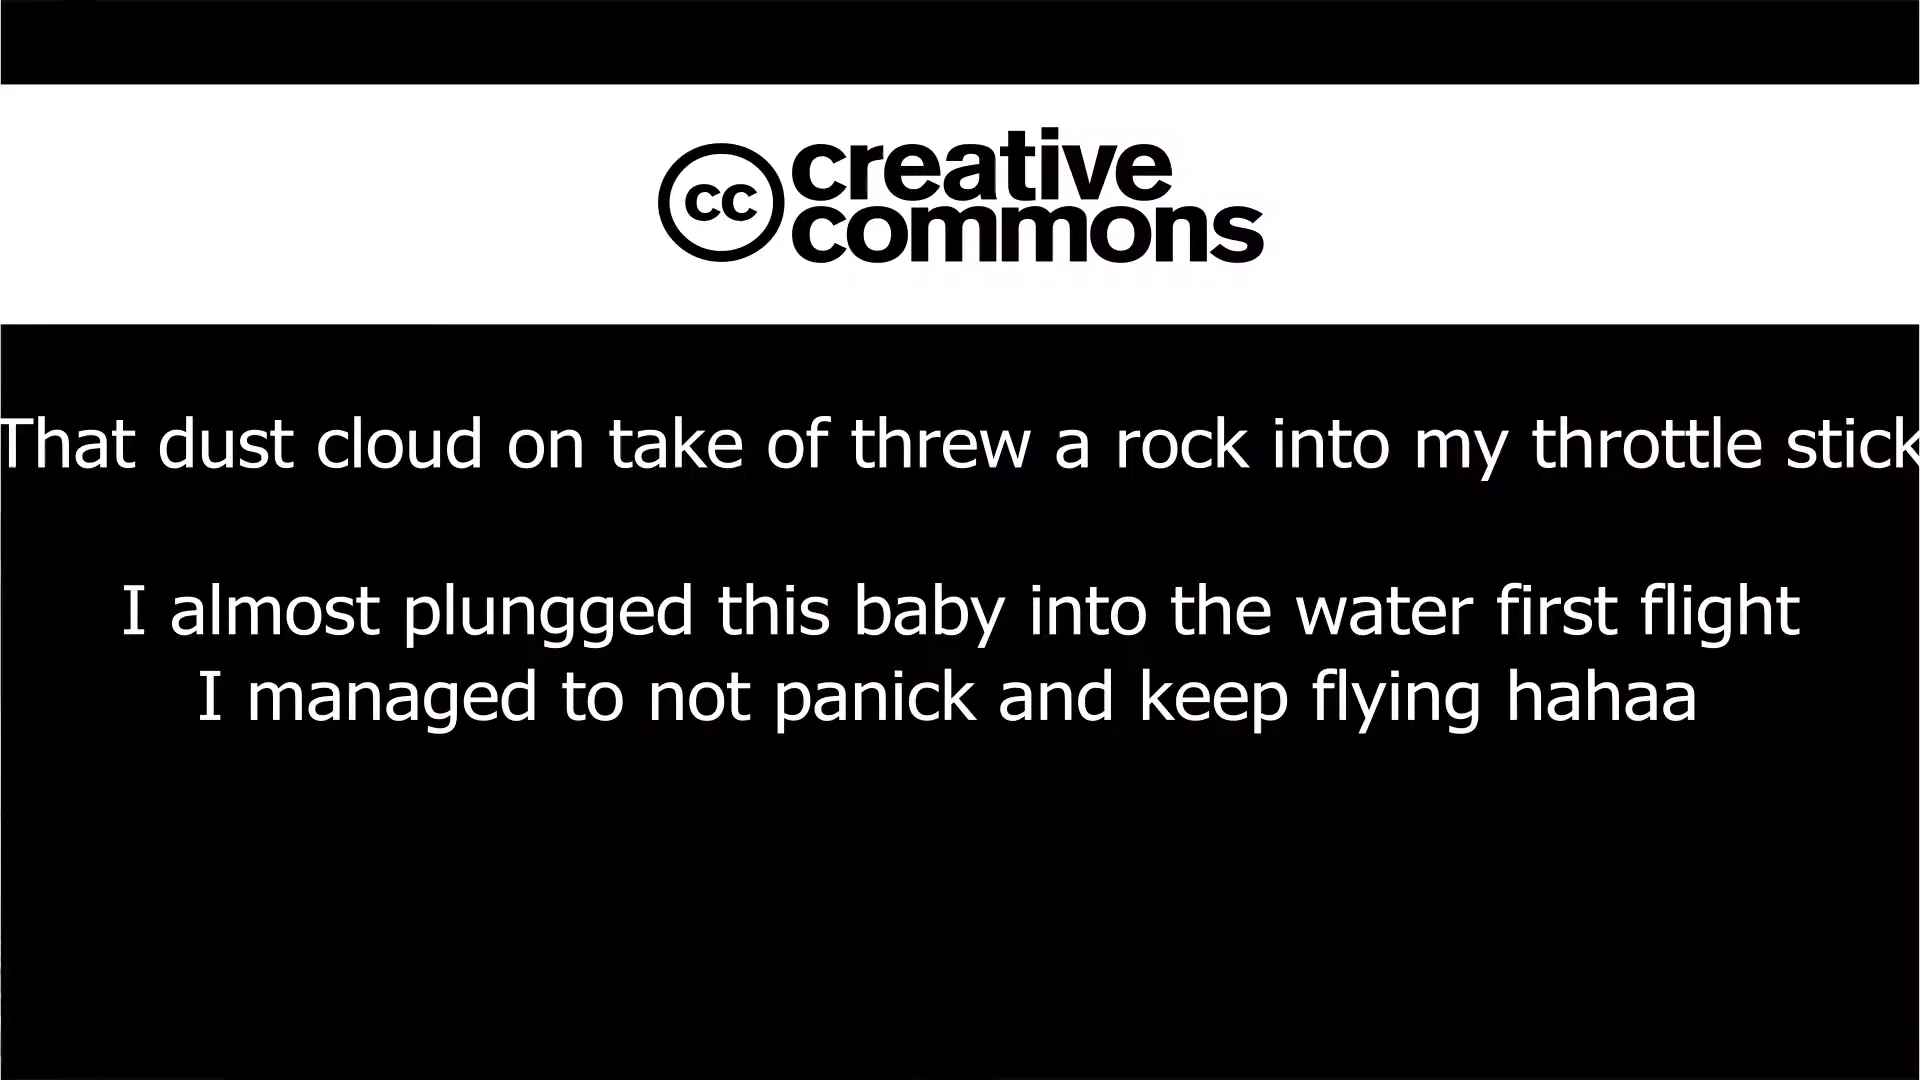 cc creative
commons
That dust cloud on take of threw a rock into my throttle stick
I almost plungged this baby into the water first flight
I managed to not panick and keep flying hahaa